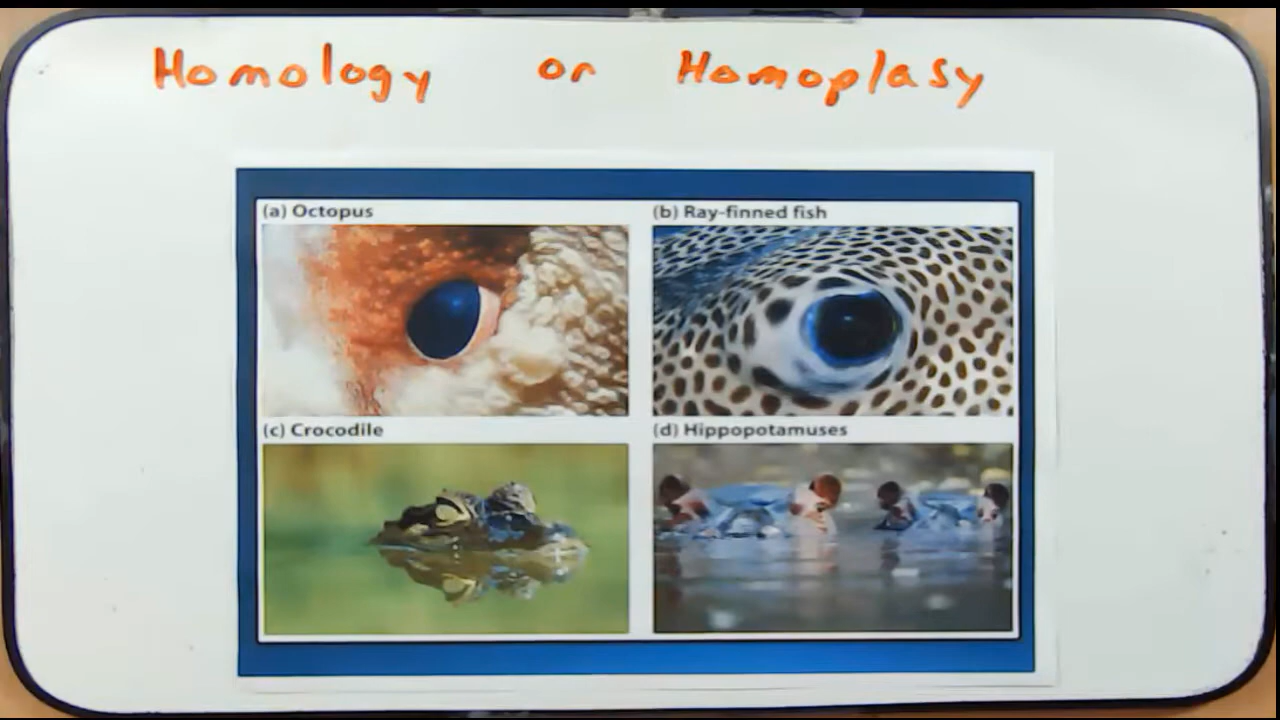 Homology or Homoplasy
(a) Octopus
(b) Ray-finned fish
(c) Crocodile
(d) Hippopotamuses